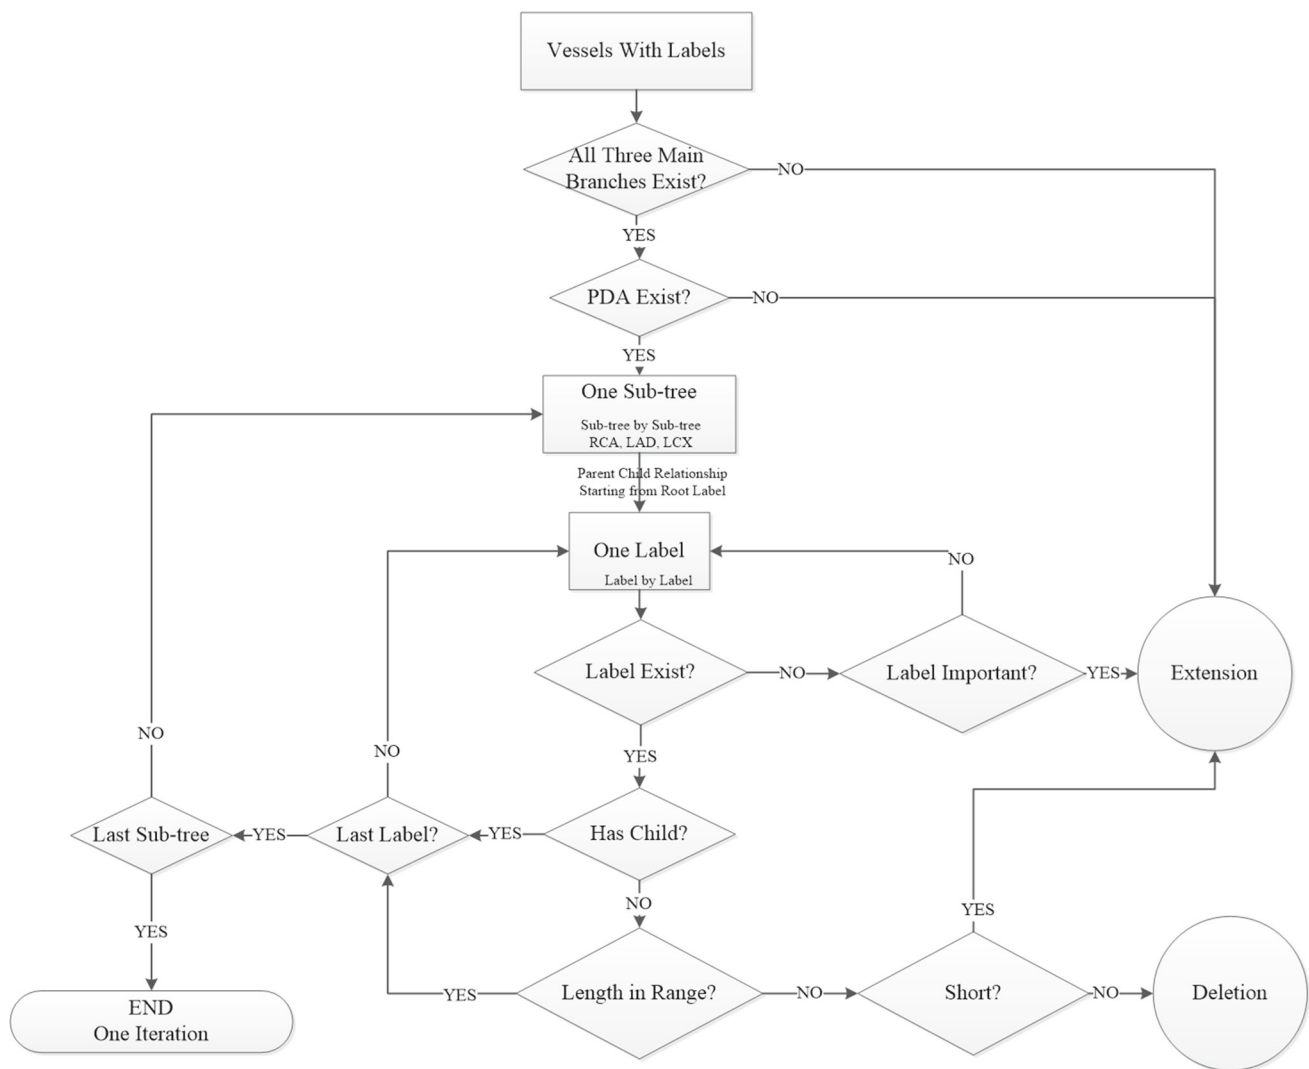 Vessels With Labels
All Three Main
Branches Exist?
NO
YES
PDA Exist?
NO
YES
One Sub-tree
Sub-tree by Sub-tree
RCA, LAD, LCX
Parent Child Relationship
Starting from Root Label
One Label
Label by Label
NO
Label Exist?
NO
Label Important?
YES
Extension
NO
NO
YES
Last Sub-tree
YES
Last Label?
YES
Has Child?
NO
YES
YES
END
One Iteration
YES
Length in Range?
NO
Short?
NO
Deletion